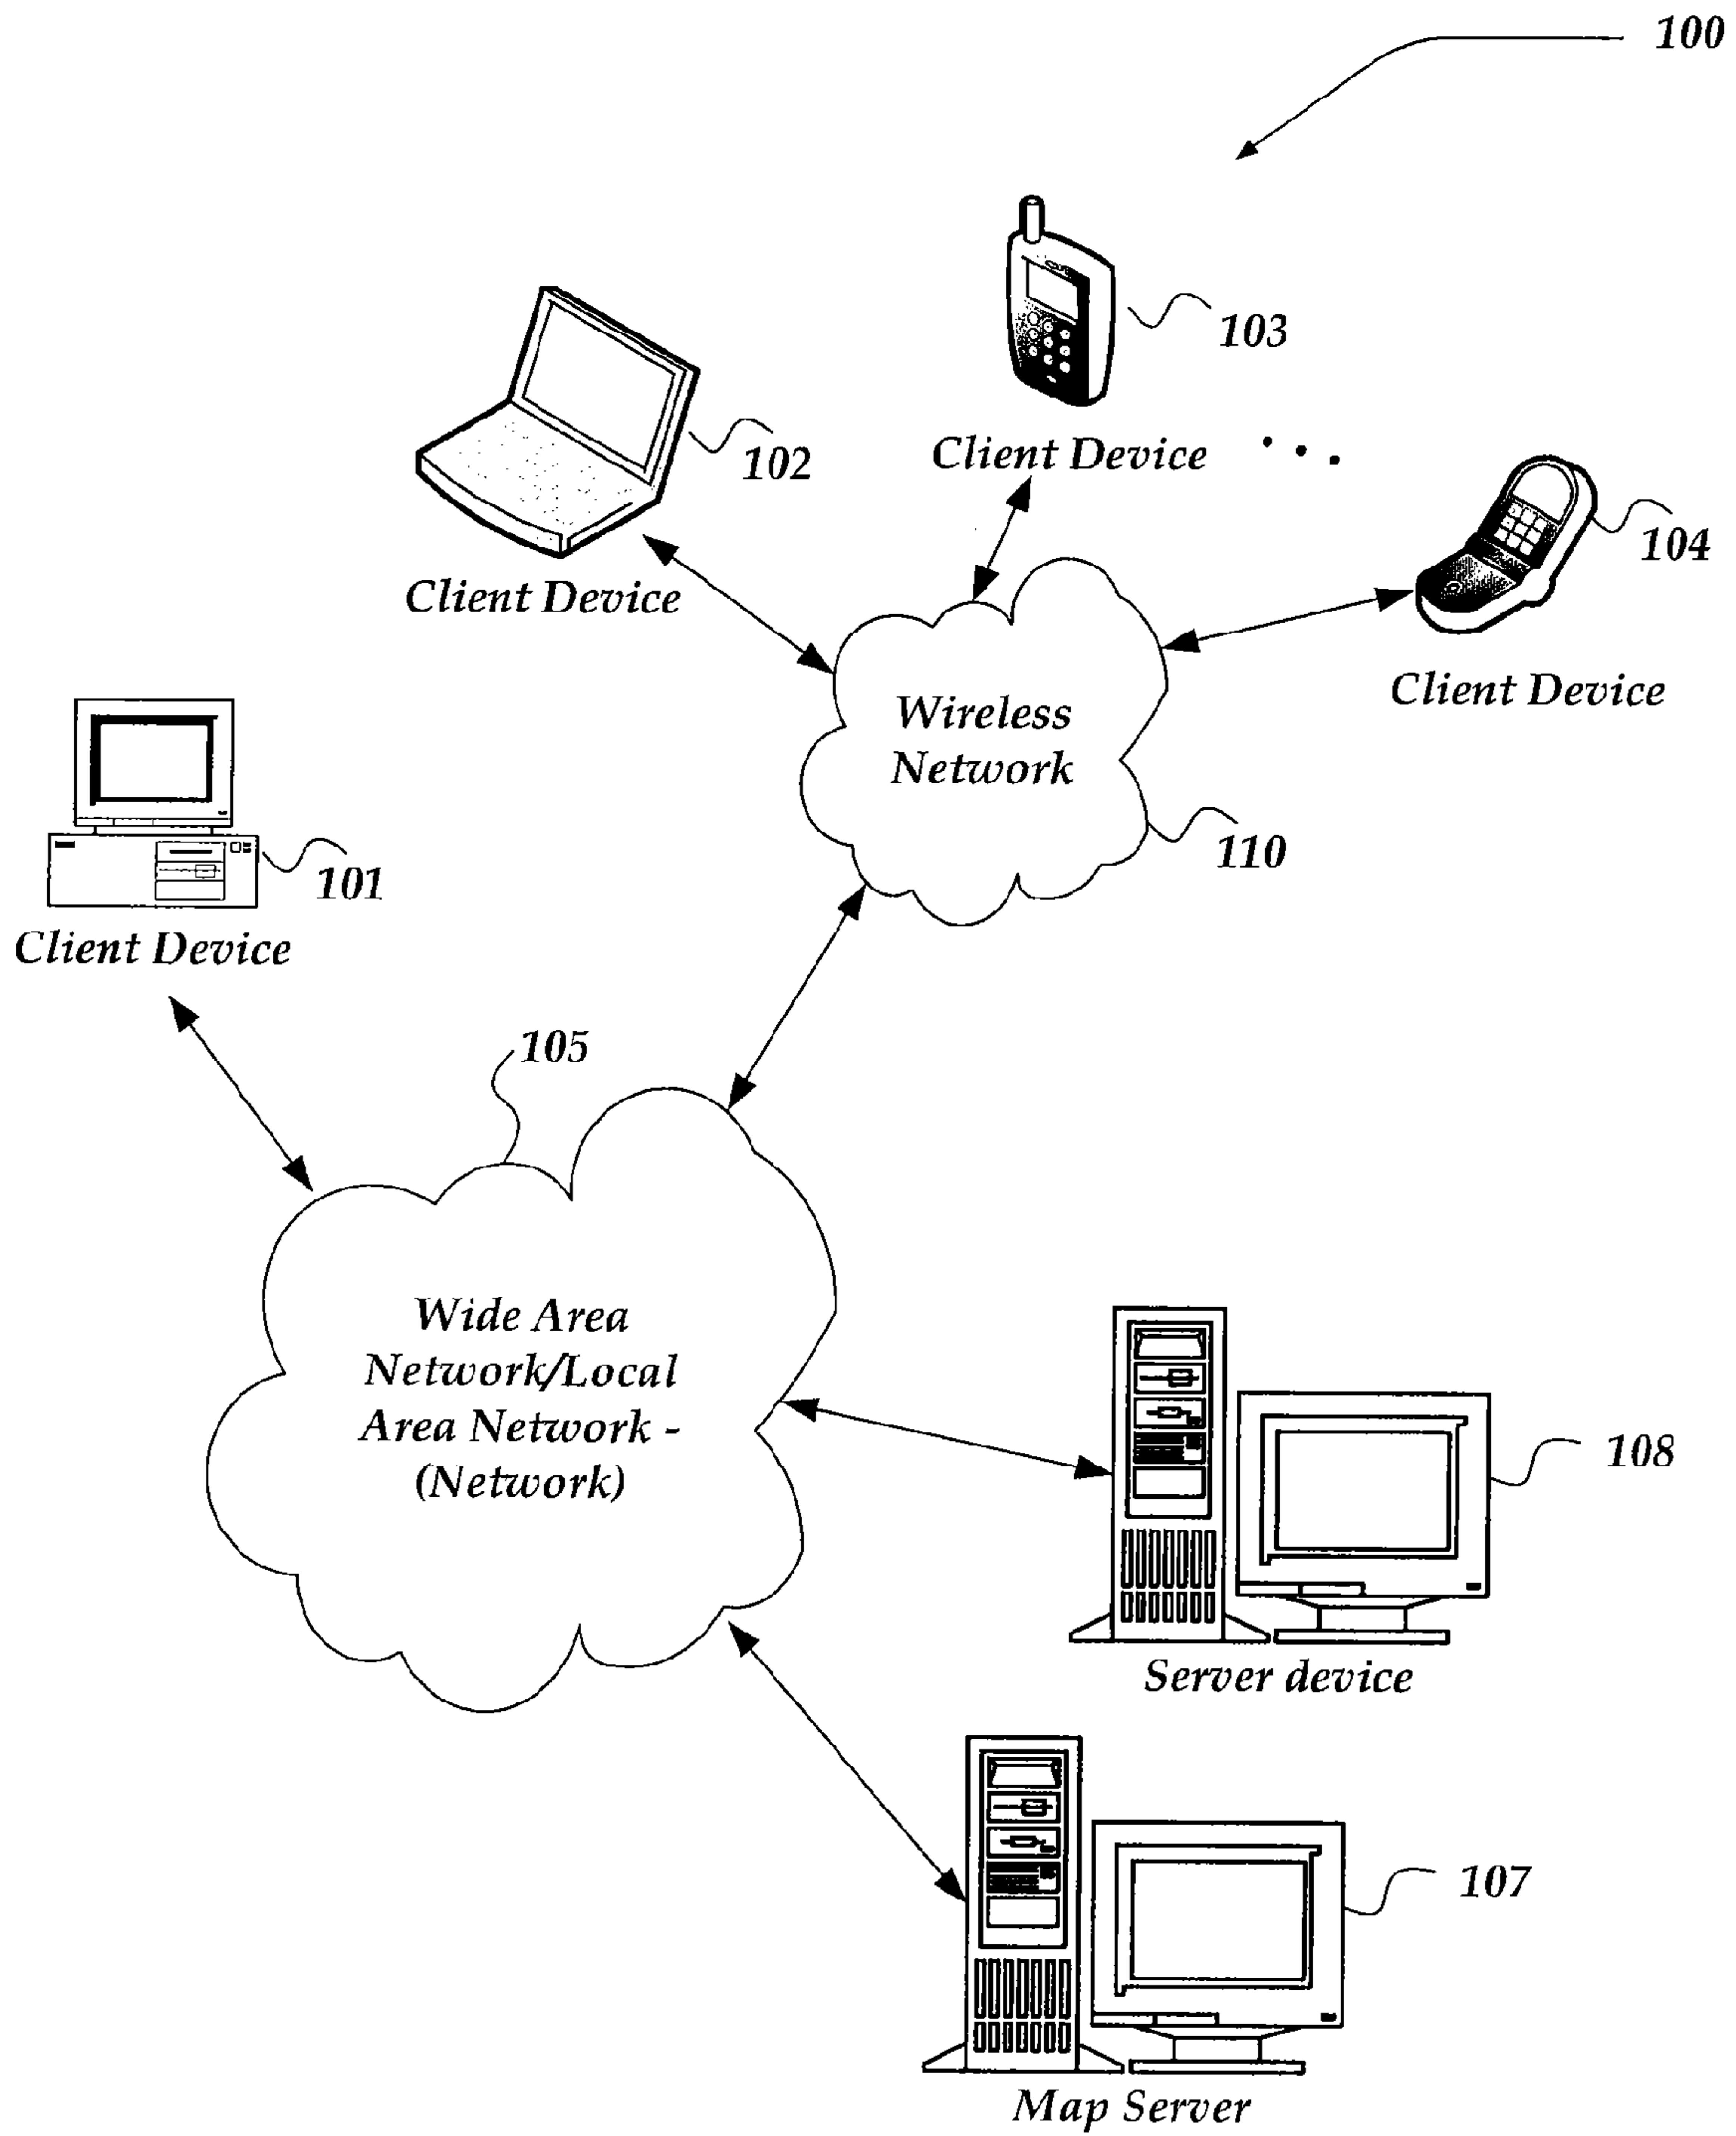 100
103
102
Client Device
104
Client Device
Client Device
Wireless
Network
110
101
Client Device
105
Wide Area
Network/Local
Area Network -
(Network)
108
Server device
107
Map Server